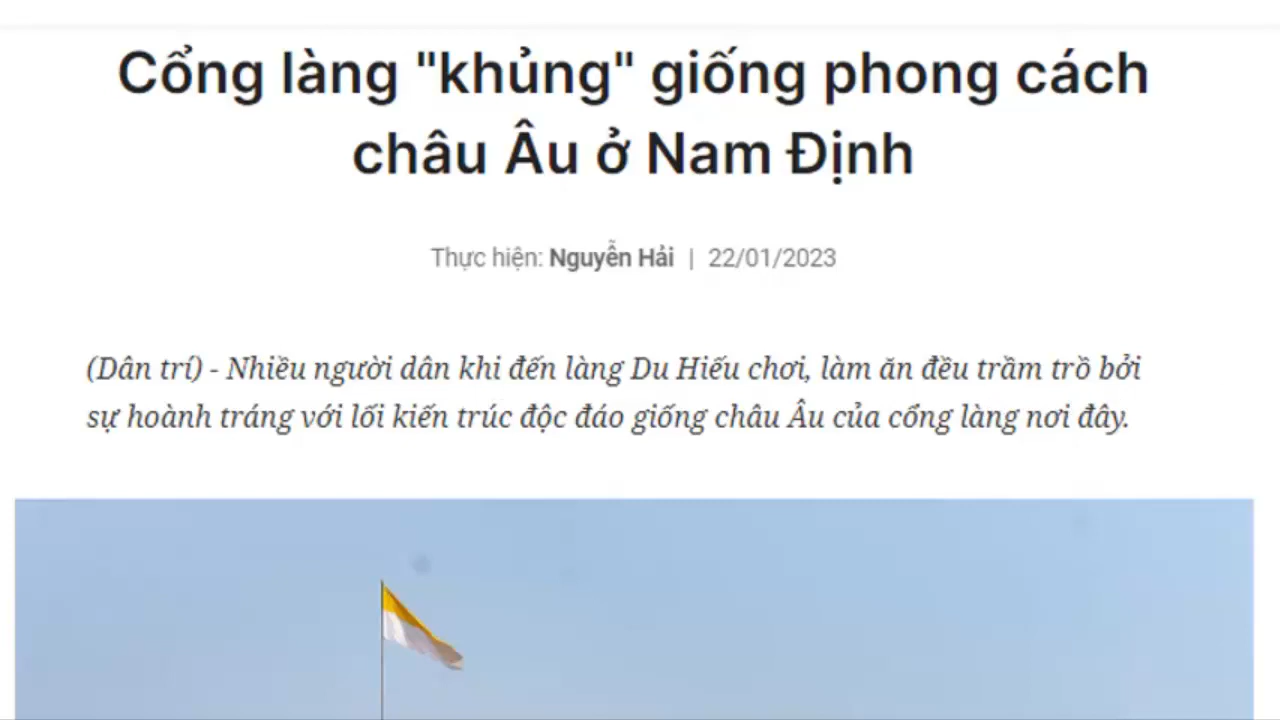 Cổng làng "khủng" giống phong cách
châu Âu ở Nam Định
Thực hiện: Nguyễn Hải | 22/01/2023
(Dân trí) - Nhiều người dân khi đến làng Du Hiếu chơi, làm ăn đều trầm trồ bởi
sự hoành tráng với lối kiến trúc độc đáo giống châu Âu của cổng làng nơi đây.